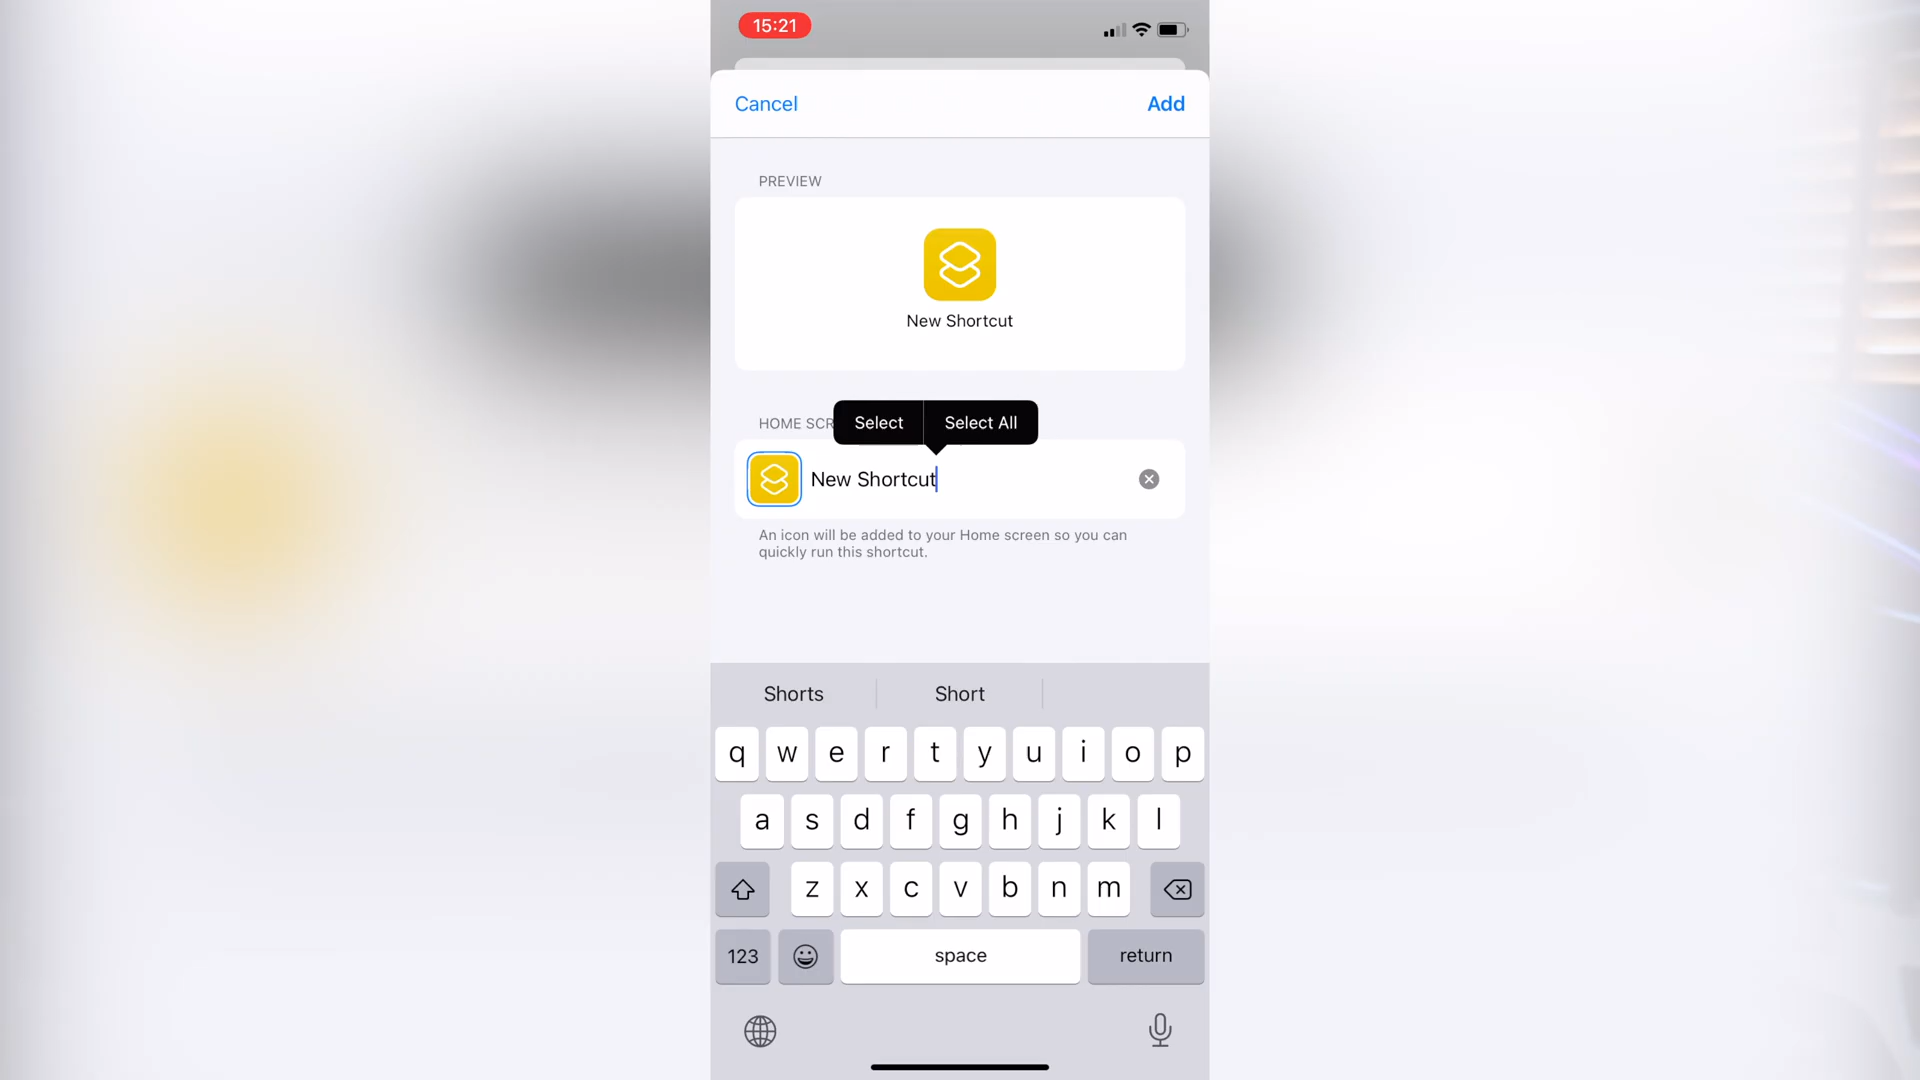 15:21
Cancel
Add
PREVIEW
New Shortcut
HOME SCR
Select
Select All
New Shortcut
An icon will be added to your Home screen so you can
quickly run this shortcut.
Shorts
Short
q w e r t y u i o p
a s d f g h j k l
z x c v b n m
123
space
return